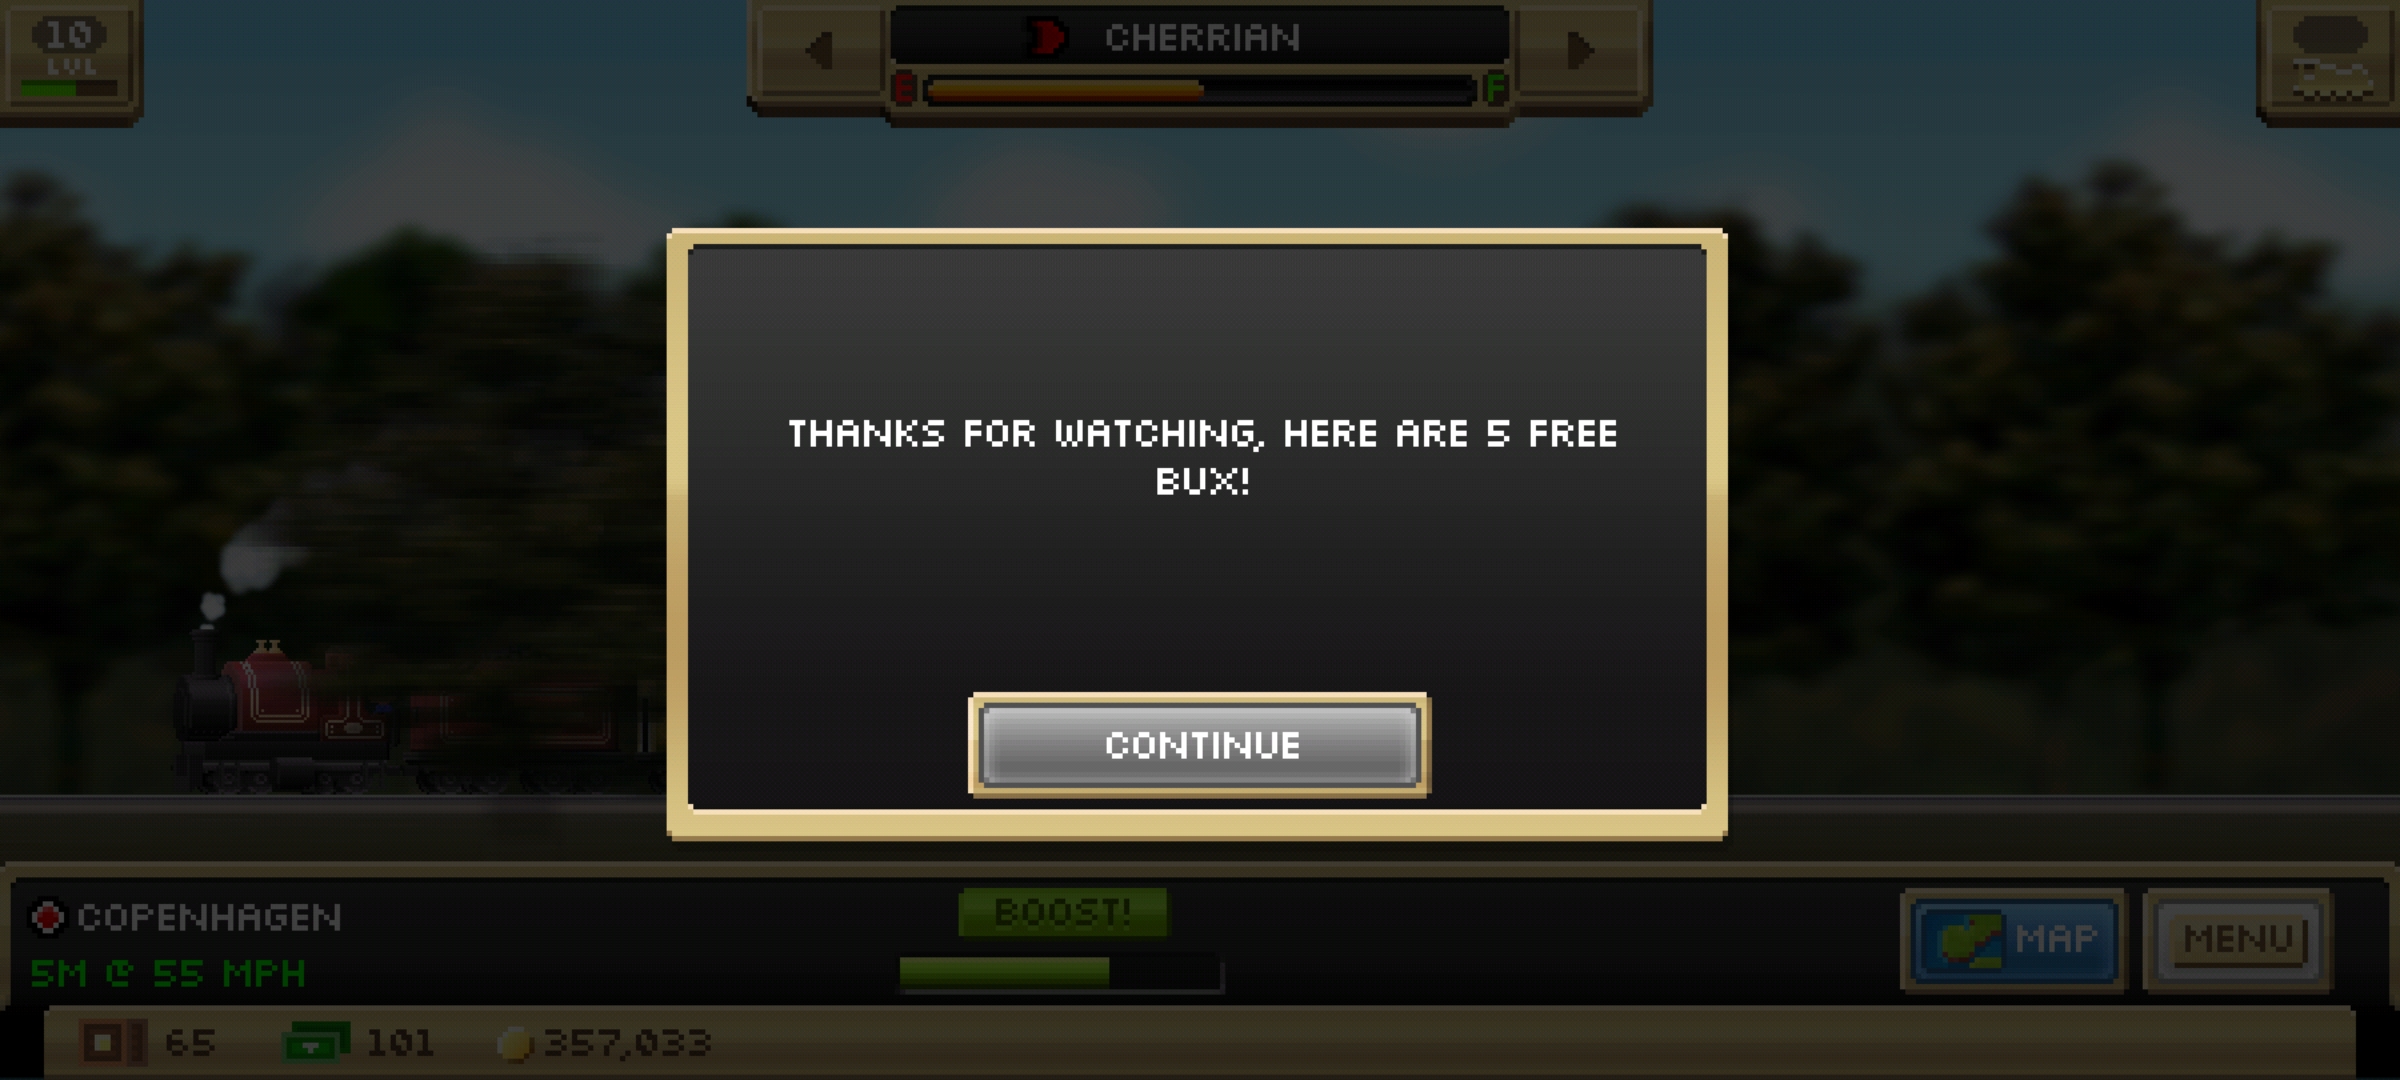 10
LVL
CHERRIAN
E
F
THANKS FOR WATCHING, HERE ARE 5 FREE
BUX!
CONTINUE
COPENHAGEN
5M @ 55 MPH
BOOST!
MAP
MENU
65
101
357,033